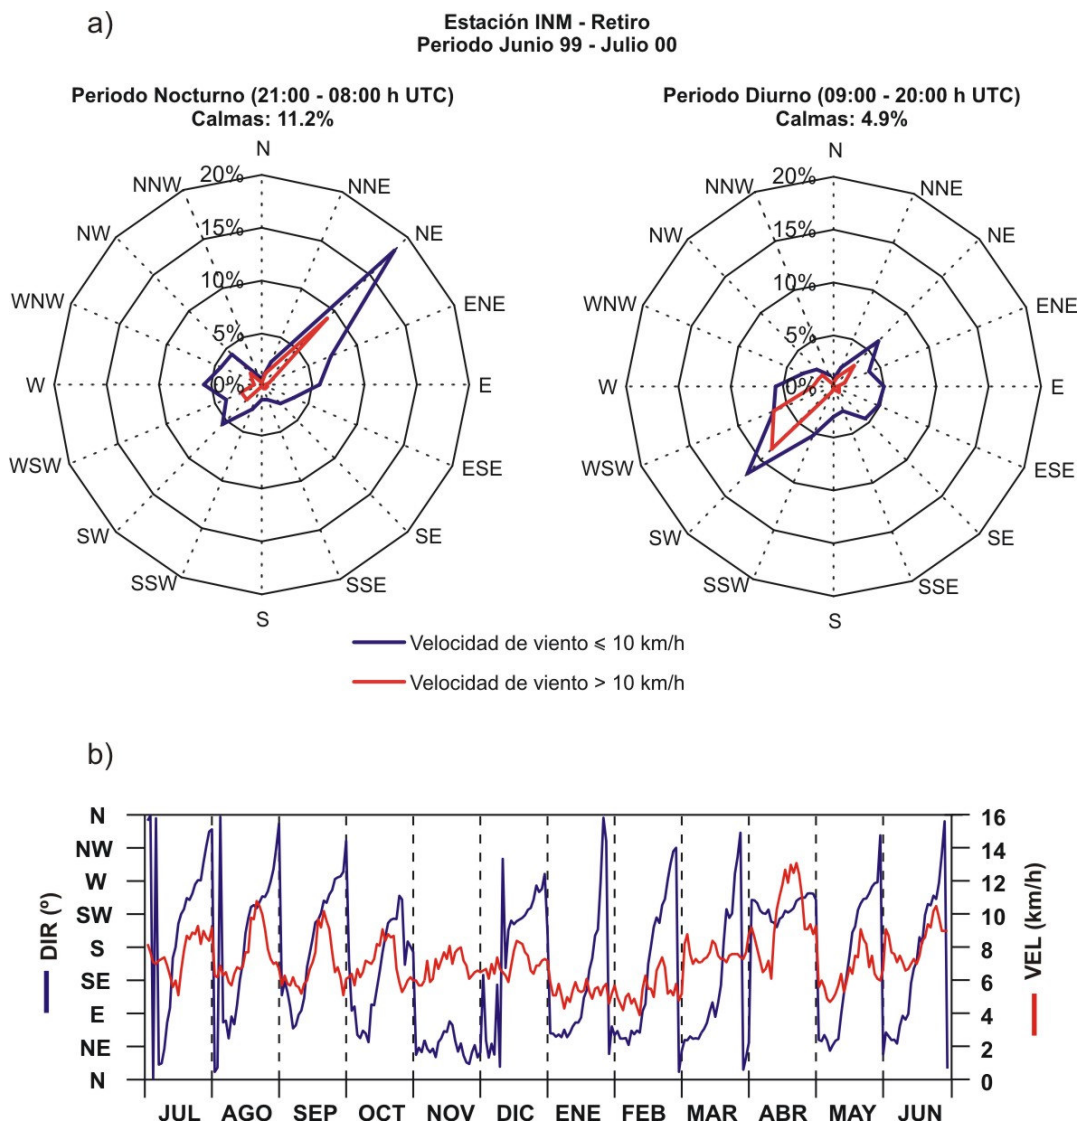 a)
Estación INM - Retiro
Periodo Junio 99 - Julio 00
Periodo Nocturno (21:00 - 08:00 h UTC)
Calmas: 11.2%
N
NNE
NE
ENE
E
ESE
SE
SSE
S
SSW
SW
WSW
W
WNW
NW
NNW
20%
15%
10%
5%
0%
Periodo Diurno (09:00 - 20:00 h UTC)
Calmas: 4.9%
N
NNE
NE
ENE
E
ESE
SE
SSE
S
SSW
SW
WSW
W
WNW
NW
NNW
20%
15%
10%
5%
0%
Velocidad de viento ⩽ 10 km/h
Velocidad de viento > 10 km/h
b)
DIR (º)
N
NW
W
SW
S
SE
E
NE
N
16
14
12
10
8
6
4
2
0
VEL (km/h)
JUL AGO SEP OCT NOV DIC ENE FEB MAR ABR MAY JUN